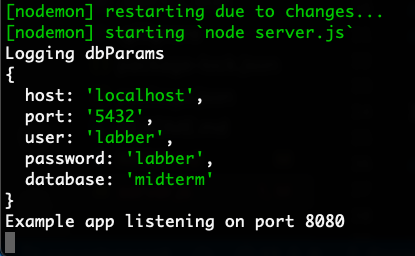 [nodemon] restarting due to changes...
[nodemon] starting `node server.js`
Logging dbParams
{
  host: 'localhost',
  port: '5432',
  user: 'labber',
  password: 'labber',
  database: 'midterm'
}
Example app listening on port 8080